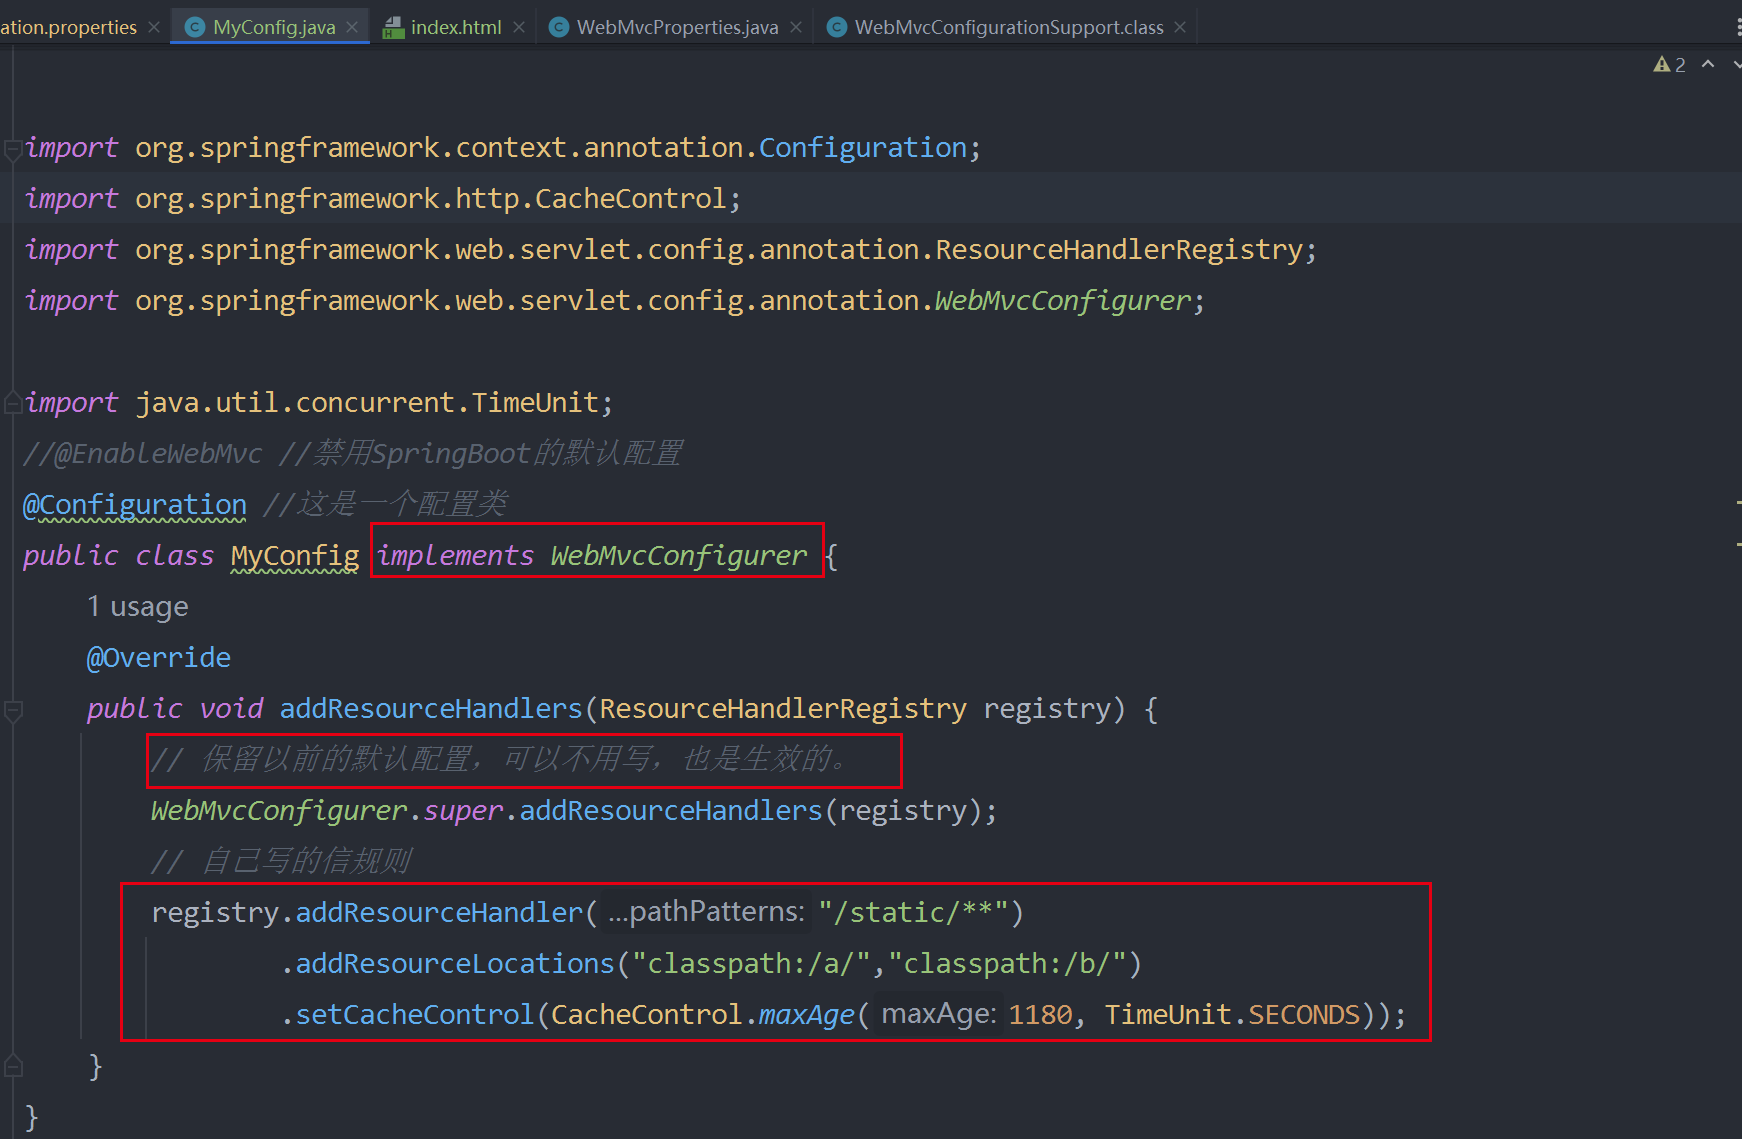 ation.properties MyConfig.java index.html WebMvcProperties.java WebMvcConfigurationSupport.class
2
import org.springframework.context.annotation.Configuration;
import org.springframework.http.CacheControl;
import org.springframework.web.servlet.config.annotation.ResourceHandlerRegistry;
import org.springframework.web.servlet.config.annotation.WebMvcConfigurer;
import java.util.concurrent.TimeUnit;
//@EnableWebMvc //禁用SpringBoot的默认配置
@Configuration //这是一个配置类
public class MyConfig implements WebMvcConfigurer {
1 usage
@Override
public void addResourceHandlers(ResourceHandlerRegistry registry) {
// 保留以前的默认配置，可以不用写，也是生效的。
WebMvcConfigurer.super.addResourceHandlers(registry);
// 自己写的信规则
registry.addResourceHandler( ...pathPatterns: "/static/**")
.addResourceLocations("classpath:/a/","classpath:/b/")
.setCacheControl(CacheControl.maxAge( maxAge: 1180, TimeUnit.SECONDS));
}
}